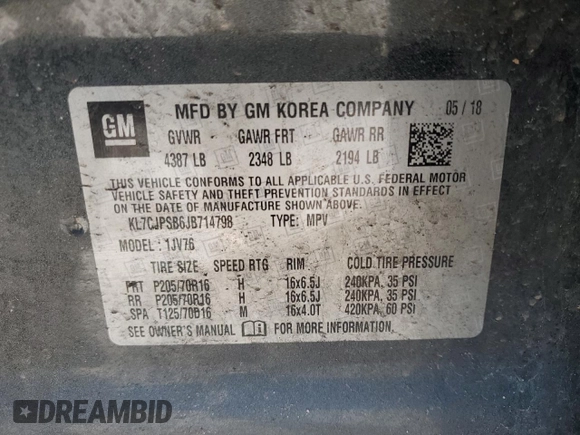 GM
MFD BY GM KOREA COMPANY 05 / 18
GVWR GAWR FRT GAWR RR
4387 LB 2348 LB 2194 LB
THIS VEHICLE CONFORMS TO ALL APPLICABLE U.S. FEDERAL MOTOR
VEHICLE SAFETY AND THEFT PREVENTION STANDARDS IN EFFECT ON
THE DATE OF MANUFACTURE SHOWN ABOVE.
KL7CJPSB6JB714798 TYPE: MPV
MODEL: 1JV76
TIRE SIZE SPEED RTG RIM COLD TIRE PRESSURE
FRT P205/70R16 H 16x6.5J 240KPA, 35 PSI
RR P205/70R16 H 16x6.5J 240KPA, 35 PSI
SPA T125/70D16 M 16x4.0T 420KPA, 60 PSI
SEE OWNER'S MANUAL FOR MORE INFORMATION.
DREAMBID